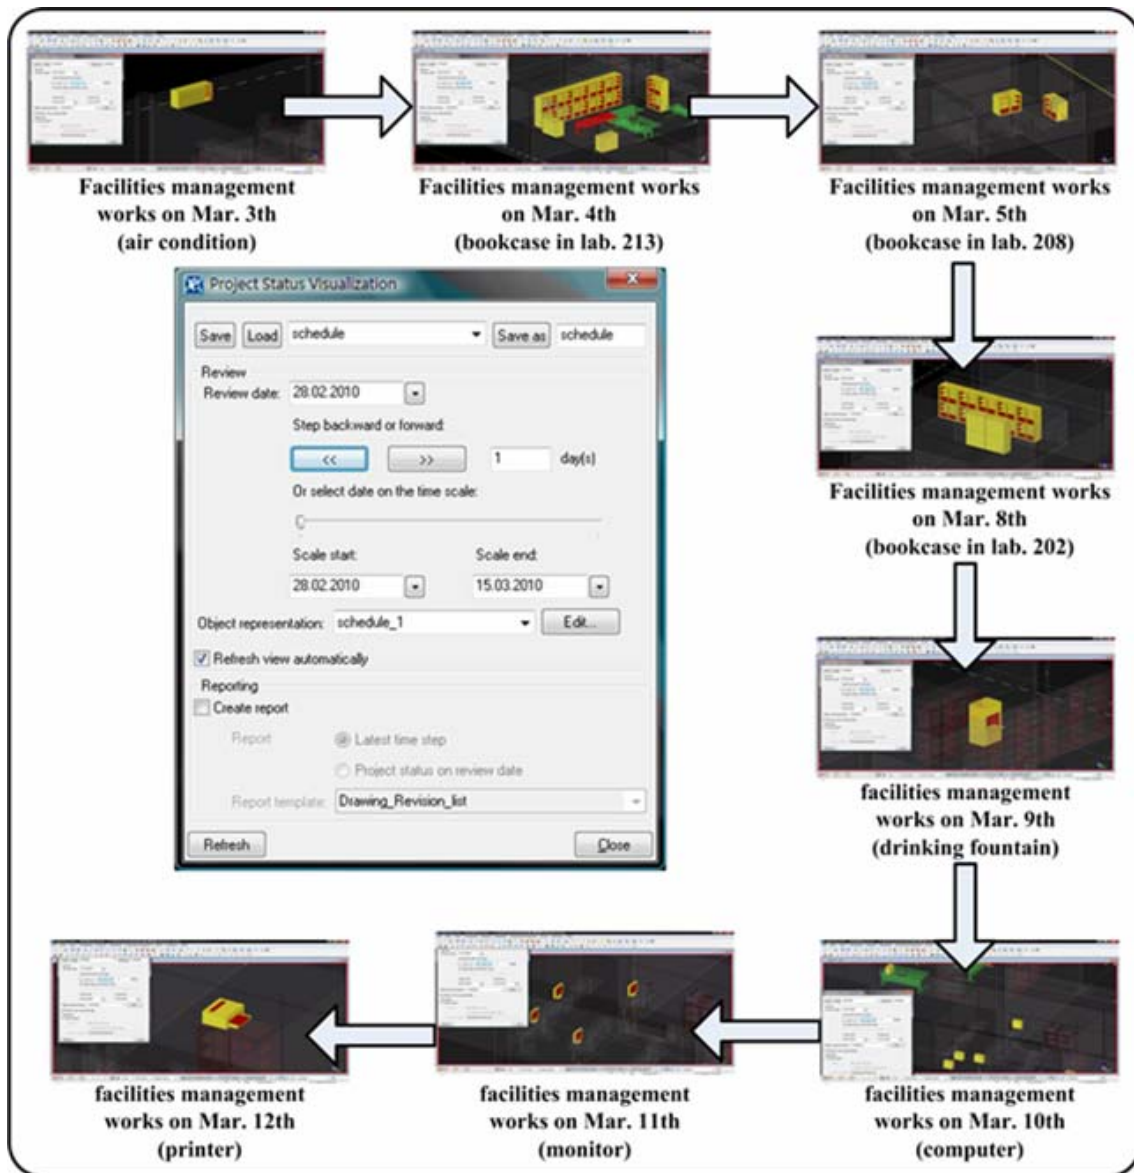 Facilities management
works on Mar. 3th
(air condition)
Facilities management works
on Mar. 4th
(bookcase in lab. 213)
Facilities management works
on Mar. 5th
(bookcase in lab. 208)
Project Status Visualization
Save Load schedule Save as schedule
Review
Review date: 28.02.2010
Step backward or forward:
<< >> 1 day(s)
Or select date on the time scale:
Scale start: Scale end:
28.02.2010 15.03.2010
Object representation: schedule_1 Edit...
Refresh view automatically
Reporting
Create report
Report Latest time step
Project status on review date
Report template: Drawing_Revision_list
Refresh Close
Facilities management works
on Mar. 8th
(bookcase in lab. 202)
facilities management
works on Mar. 9th
(drinking fountain)
facilities management
works on Mar. 10th
(computer)
facilities management
works on Mar. 11th
(monitor)
facilities management
works on Mar. 12th
(printer)